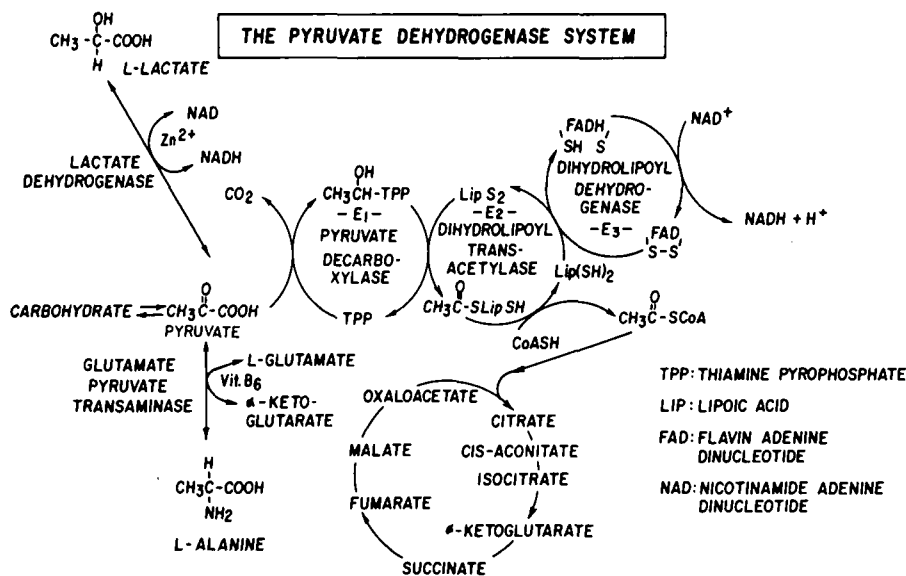 THE PYRUVATE DEHYDROGENASE SYSTEM
OH
CH3-C-COOH
H
L-LACTATE
NAD
Zn2+
NADH
LACTATE
DEHYDROGENASE
CO2
OH
CH3CH-TPP
-E1-
PYRUVATE
DECARBO-
XYLASE
TPP
Lip S2
-E2-
DIHYDROLIPOYL
TRANS-
ACETYLASE
O
CH3C-SLipSH
Lip(SH)2
FADH
SH S
DIHYDROLIPOYL
DEHYDRO-
GENASE
-E3-
FAD
S-S
NAD+
NADH + H+
CARBOHYDRATE
O
CH3C-COOH
PYRUVATE
CoASH
O
CH3C-SCoA
GLUTAMATE
PYRUVATE
TRANSAMINASE
L-GLUTAMATE
Vit. B6
α-KETO-
GLUTARATE
H
CH3C-COOH
NH2
L-ALANINE
OXALOACETATE
CITRATE
CIS-ACONITATE
ISOCITRATE
α-KETOGLUTARATE
SUCCINATE
FUMARATE
MALATE
TPP: THIAMINE PYROPHOSPHATE
LIP: LIPOIC ACID
FAD: FLAVIN ADENINE
DINUCLEOTIDE
NAD: NICOTINAMIDE ADENINE
DINUCLEOTIDE